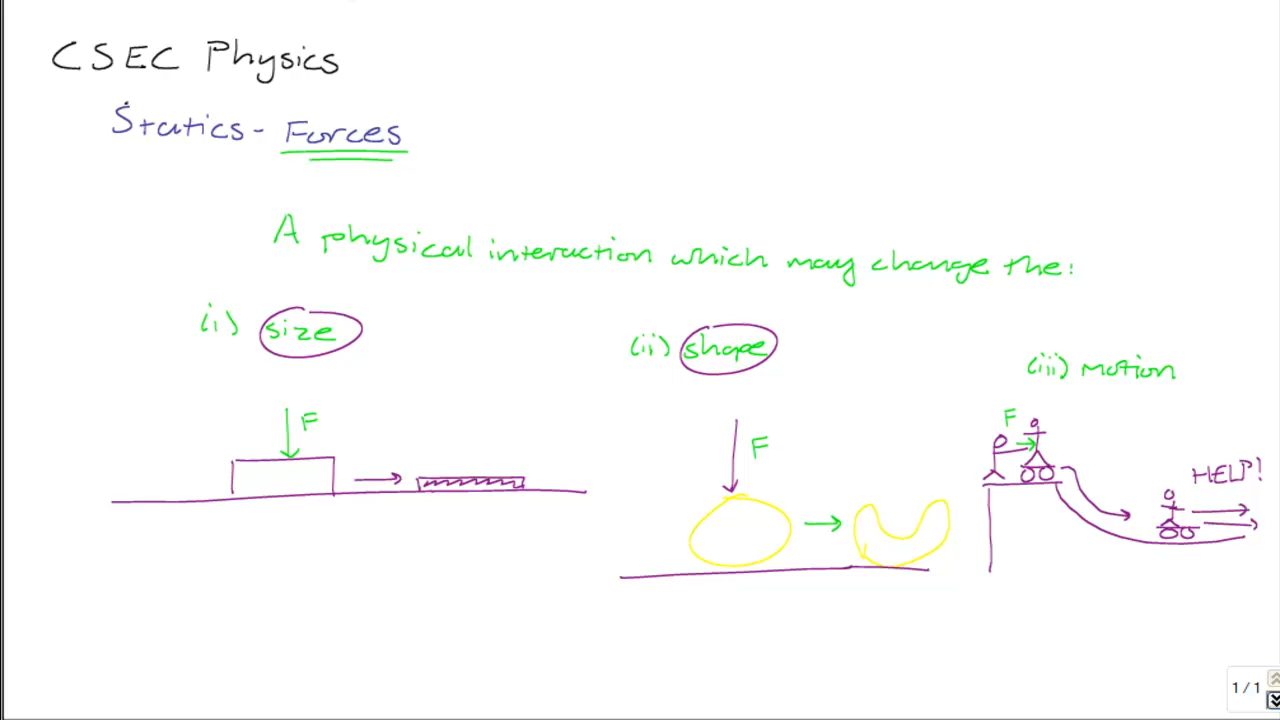 CSEC Physics
Statics - Forces
A physical interaction which may change the:
(i) size
(ii) shape
(iii) motion
F
F
F
HELP!
1 / 1